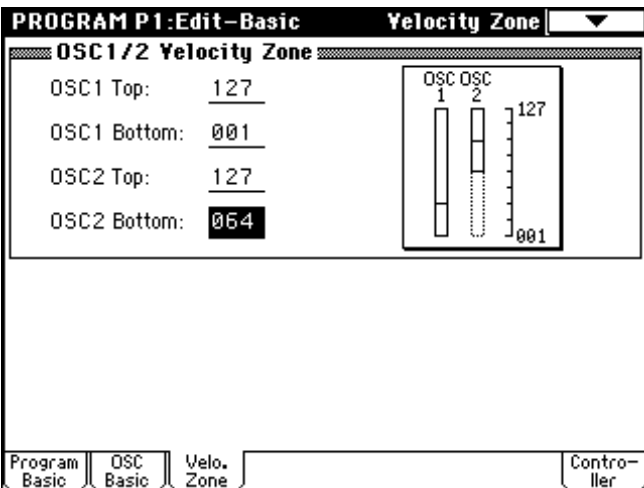 PROGRAM P1:Edit-Basic Velocity Zone
OSC1/2 Velocity Zone
OSC1 Top: 127
OSC1 Bottom: 001
OSC2 Top: 127
OSC2 Bottom: 064
OSC OSC
1 2
127
001
Program Basic
OSC Basic
Velo. Zone
Contro-
ller